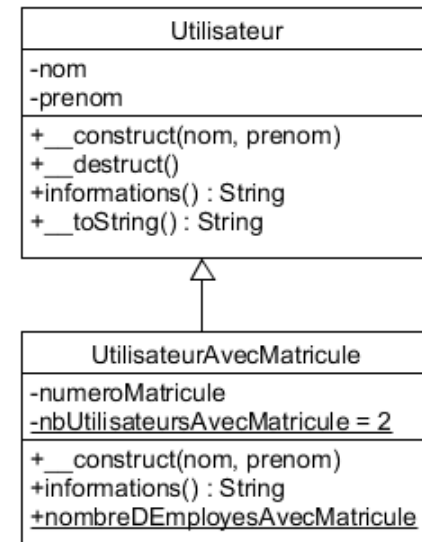 Utilisateur
-nom
-prenom
+__construct(nom, prenom)
+__destruct()
+informations() : String
+__toString() : String
UtilisateurAvecMatricule
-numeroMatricule
-nbUtilisateursAvecMatricule = 2
+__construct(nom, prenom)
+informations() : String
+nombreDEmployesAvecMatricule